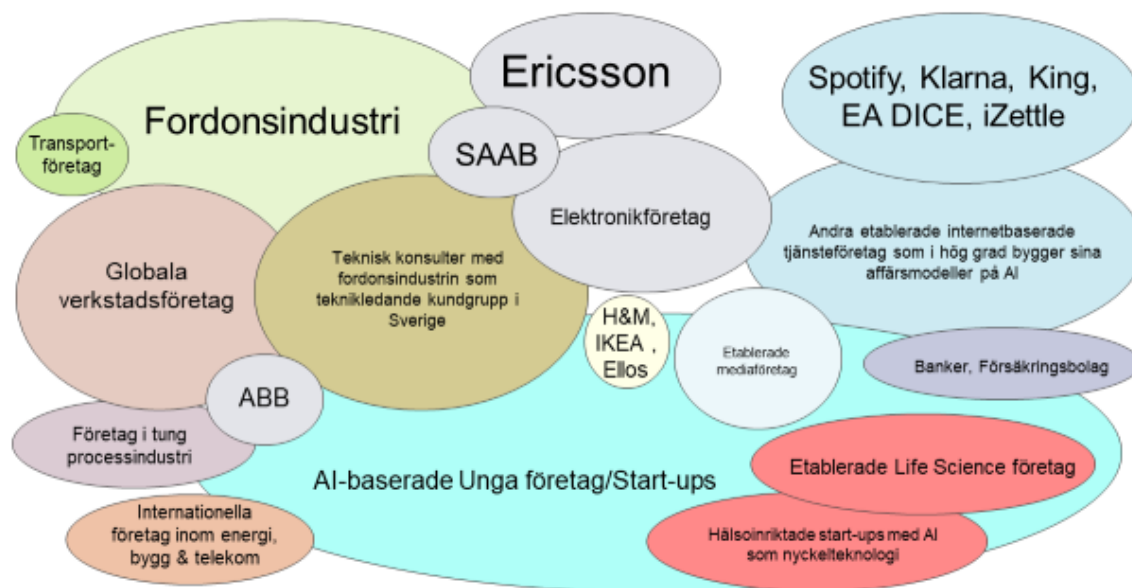 Ericsson
Spotify, Klarna, King,
EA DICE, iZettle
Fordonsindustri
Transport-
företag
SAAB
Elektronikföretag
Andra etablerade internetbaserade
tjänsteföretag som i hög grad bygger sina
affärsmodeller på AI
Globala
verkstadsföretag
Teknisk konsulter med
fordonsindustrin som
teknikledande kundgrupp i
Sverige
H&M,
IKEA ,
Ellos
Etablerade
mediaföretag
Banker, Försäkringsbolag
ABB
Företag i tung
processindustri
AI-baserade Unga företag/Start-ups
Etablerade Life Science företag
Internationella
företag inom energi,
bygg & telekom
Hälsoinriktade start-ups med AI
som nyckelteknologi